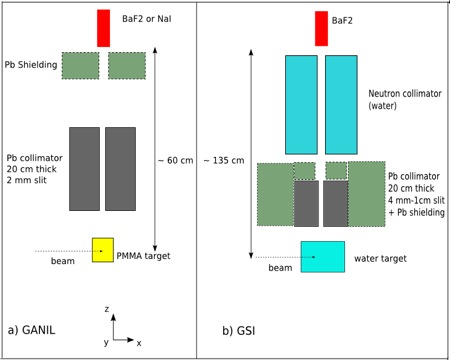 BaF2 or NaI
Pb Shielding
Pb collimator
20 cm thick
2 mm slit
~ 60 cm
PMMA target
beam
z
y
x
a) GANIL
BaF2
Neutron collimator
(water)
~ 135 cm
Pb collimator
20 cm thick
4 mm-1cm slit
+ Pb shielding
water target
beam
b) GSI